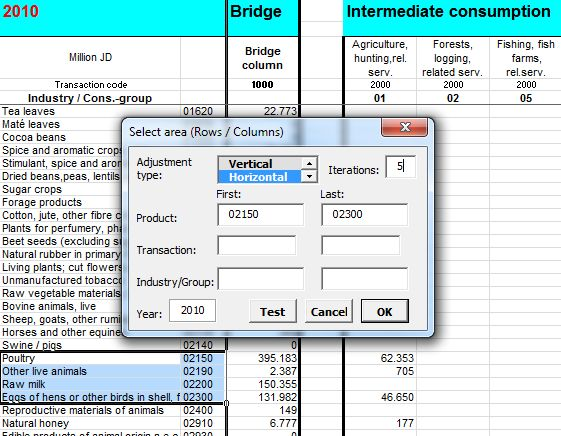 2010 Bridge Intermediate consumption
Million JD Bridge column Agriculture, hunting,rel. serv. Forests, logging, related serv. Fishing, fish farms, rel.serv.
Transaction code 1000 2000 2000 2000
Industry / Cons.-group 01 02 05
Tea leaves 01620 22.773
Maté leaves
Cocoa beans
Spice and aromatic crops
Stimulant, spice and aron
Dried beans,peas, lentils
Sugar crops
Forage products
Cotton, jute, other fibre c
Plants for perfumery, pha
Beet seeds (excluding su
Natural rubber in primary
Living plants; cut flowers
Unmanufactured tobacco
Raw vegetable materials
Bovine animals, live
Sheep, goats, other rumi
Horses and other equine
Swine / pigs 02140 0
Poultry 02150 395.183 62.353
Other live animals 02190 2.387 705
Raw milk 02200 150.355
Eggs of hens or other birds in shell, f 02300 131.982 46.650
Reproductive materials of animals 02400 149
Natural honey 02910 6.777 177
Edible products of animal origin n.e.c 02930 0
Select area (Rows / Columns)
Adjustment type: Vertical Horizontal Iterations: 5
First: Last:
Product: 02150 02300
Transaction:
Industry/Group:
Year: 2010 Test Cancel OK